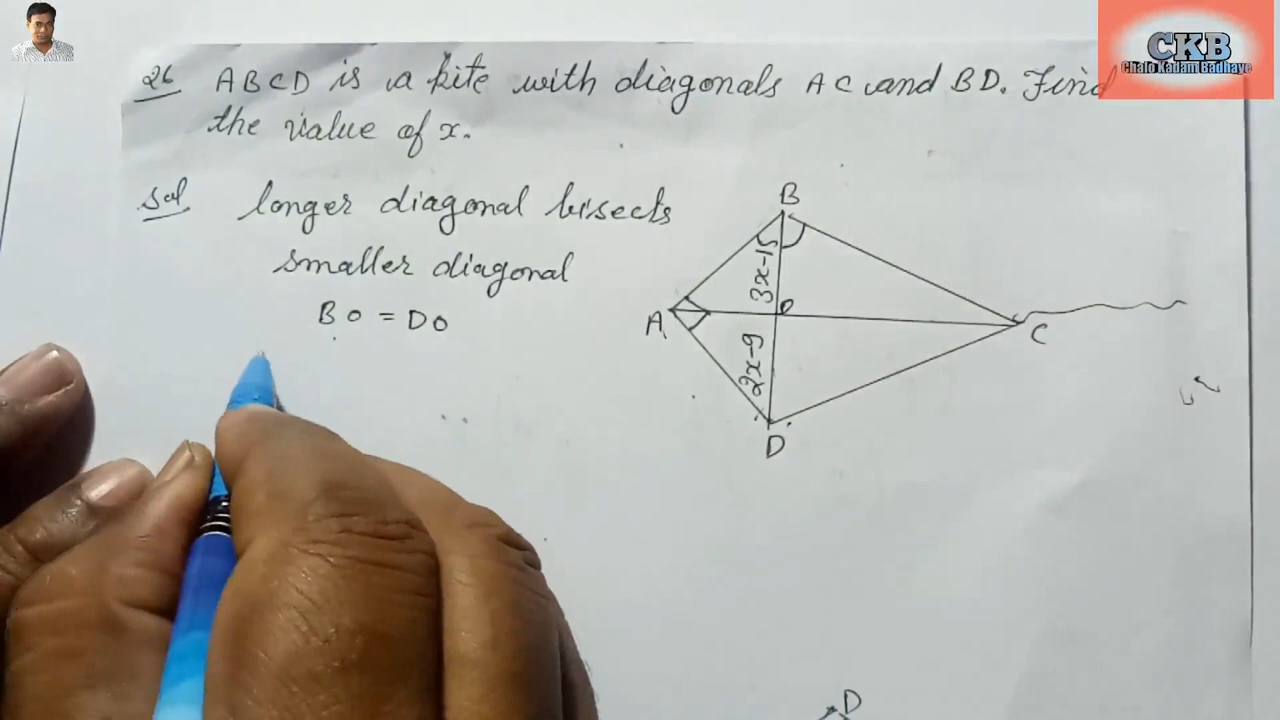 CKB
Chalo Kadam Badhaye
26 ABCD is a kite with diagonals AC and BD. Find
the value of x.
Sol longer diagonal bisects
smaller diagonal
BO = DO
B
3x-15
O
A
C
2x-9
D
D